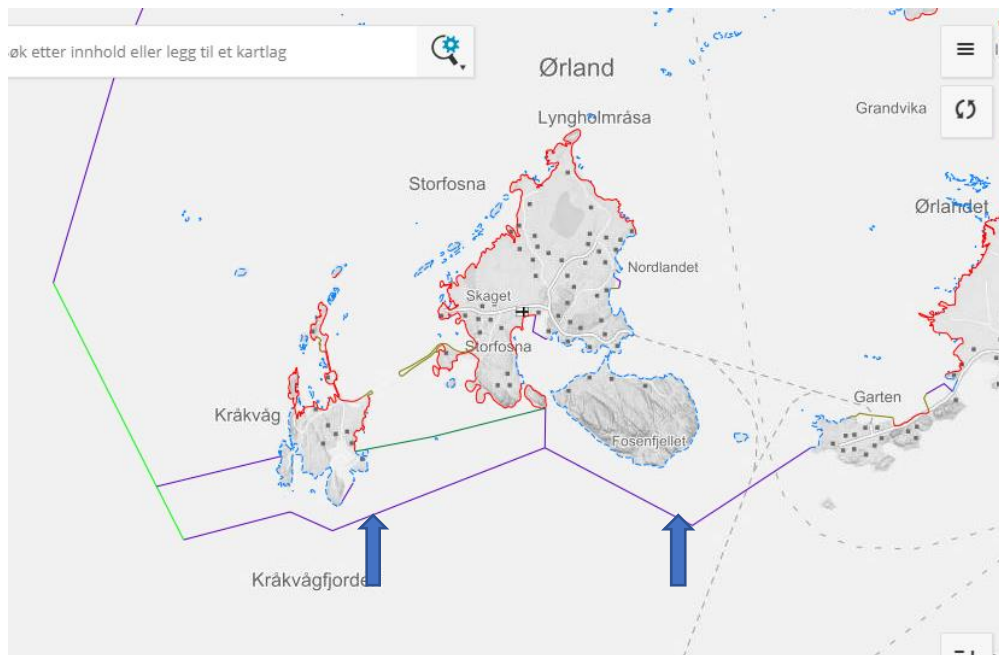 øk etter innhold eller legg til et kartlag
Ørland
Lyngholmråsa
Grandvika
Storfosna
Ørlandet
Nordlandet
Skaget
Storfosna
Garten
Kråkvåg
Fosenfjellet
Kråkvågfjorde